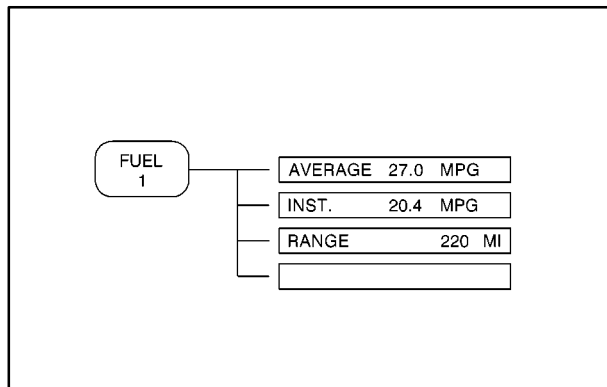 FUEL
1
AVERAGE 27.0 MPG
INST. 20.4 MPG
RANGE 220 MI